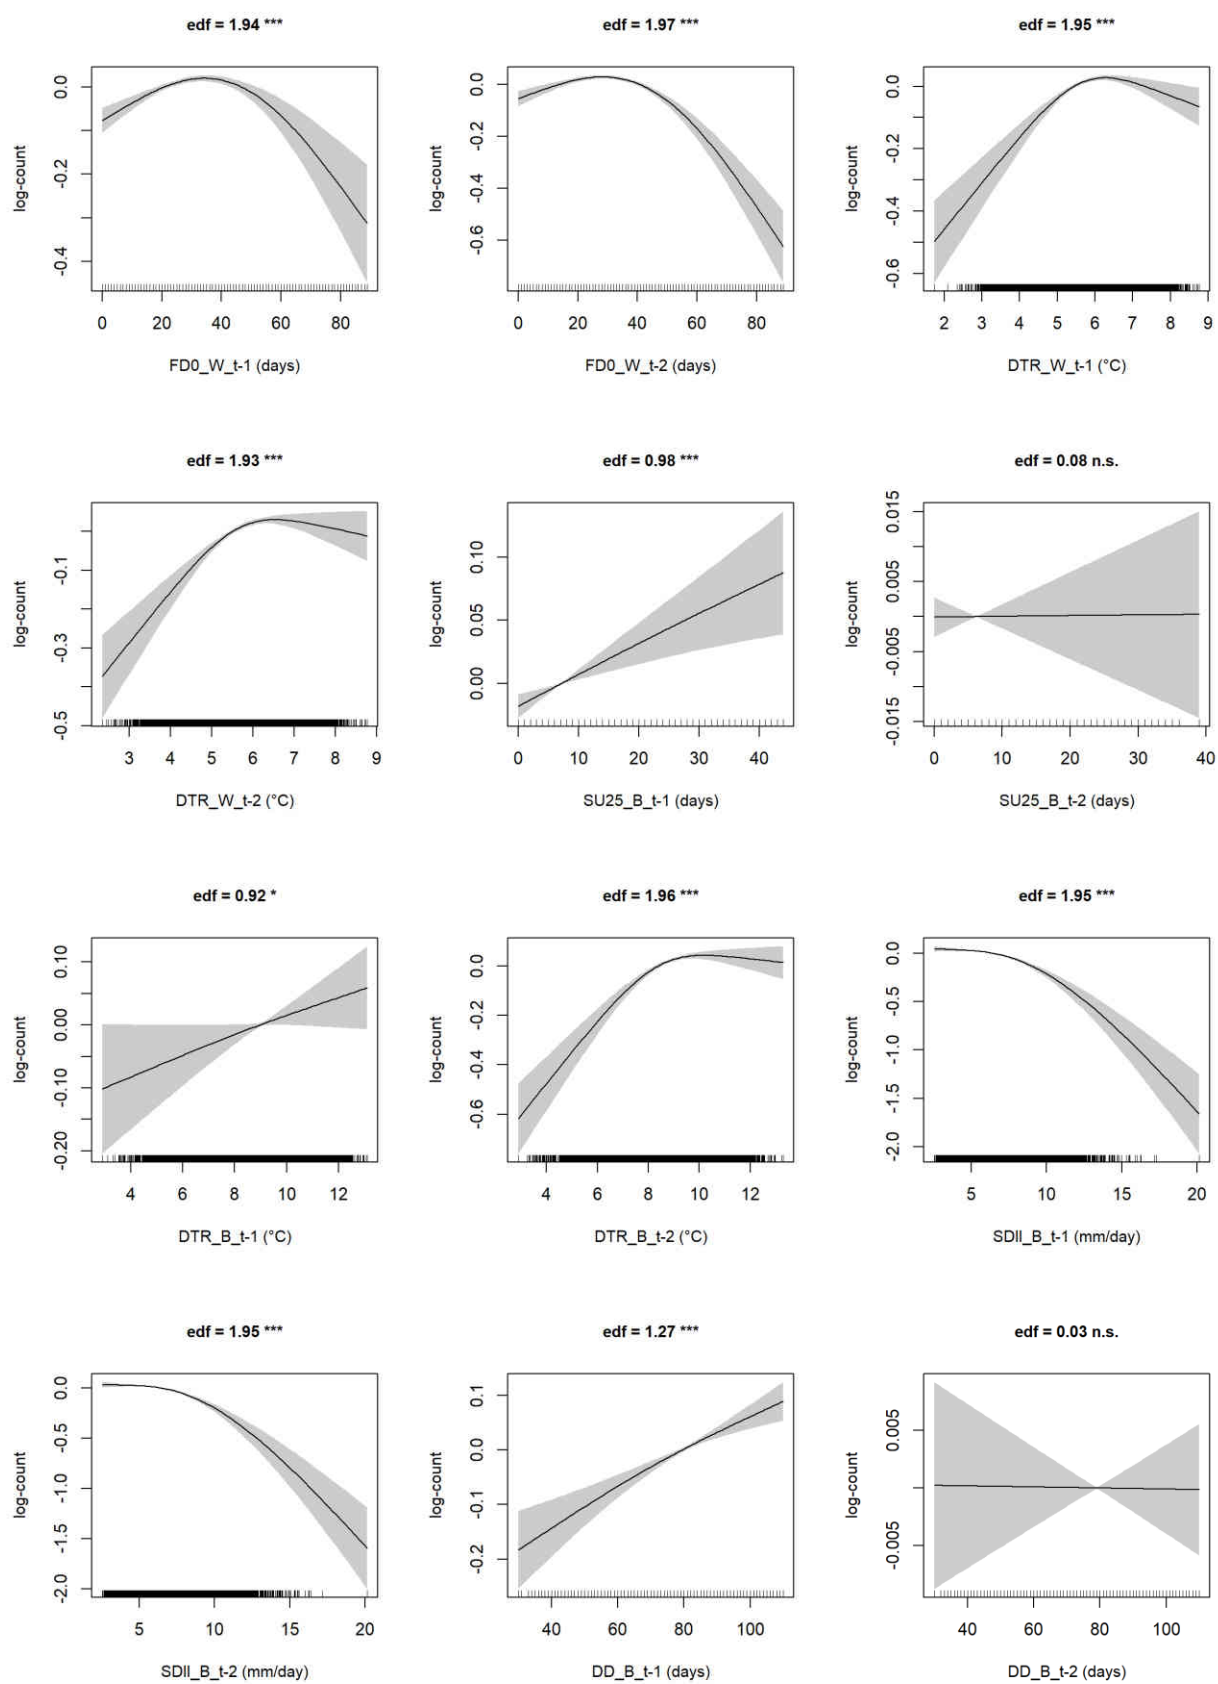 edf = 1.94 ***
edf = 1.97 ***
edf = 1.95 ***
log-count
0.0
-0.2
-0.4
0 20 40 60 80
FD0_W_t-1 (days)
log-count
0.0
-0.2
-0.4
-0.6
0 20 40 60 80
FD0_W_t-2 (days)
log-count
0.0
-0.2
-0.4
-0.6
2 3 4 5 6 7 8 9
DTR_W_t-1 (°C)
edf = 1.93 ***
edf = 0.98 ***
edf = 0.08 n.s.
log-count
-0.1
-0.3
-0.5
3 4 5 6 7 8 9
DTR_W_t-2 (°C)
log-count
0.10
0.05
0.00
0 10 20 30 40
SU25_B_t-1 (days)
log-count
0.015
0.005
-0.005
-0.015
0 10 20 30 40
SU25_B_t-2 (days)
edf = 0.92 *
edf = 1.96 ***
edf = 1.95 ***
log-count
0.10
0.00
-0.10
-0.20
4 6 8 10 12
DTR_B_t-1 (°C)
log-count
0.0
-0.2
-0.4
-0.6
4 6 8 10 12
DTR_B_t-2 (°C)
log-count
0.0
-0.5
-1.0
-1.5
-2.0
5 10 15 20
SDII_B_t-1 (mm/day)
edf = 1.95 ***
edf = 1.27 ***
edf = 0.03 n.s.
log-count
0.0
-0.5
-1.0
-1.5
-2.0
5 10 15 20
SDII_B_t-2 (mm/day)
log-count
0.1
0.0
-0.1
-0.2
40 60 80 100
DD_B_t-1 (days)
log-count
0.005
-0.005
40 60 80 100
DD_B_t-2 (days)